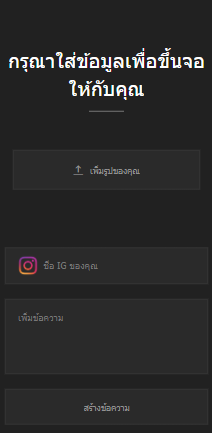 กรุณาใส่ข้อมูลเพื่อขึ้นจอ
ให้กับคุณ
เพิ่มรูปของคุณ
ชื่อ IG ของคุณ
เพิ่มข้อความ
สร้างข้อความ